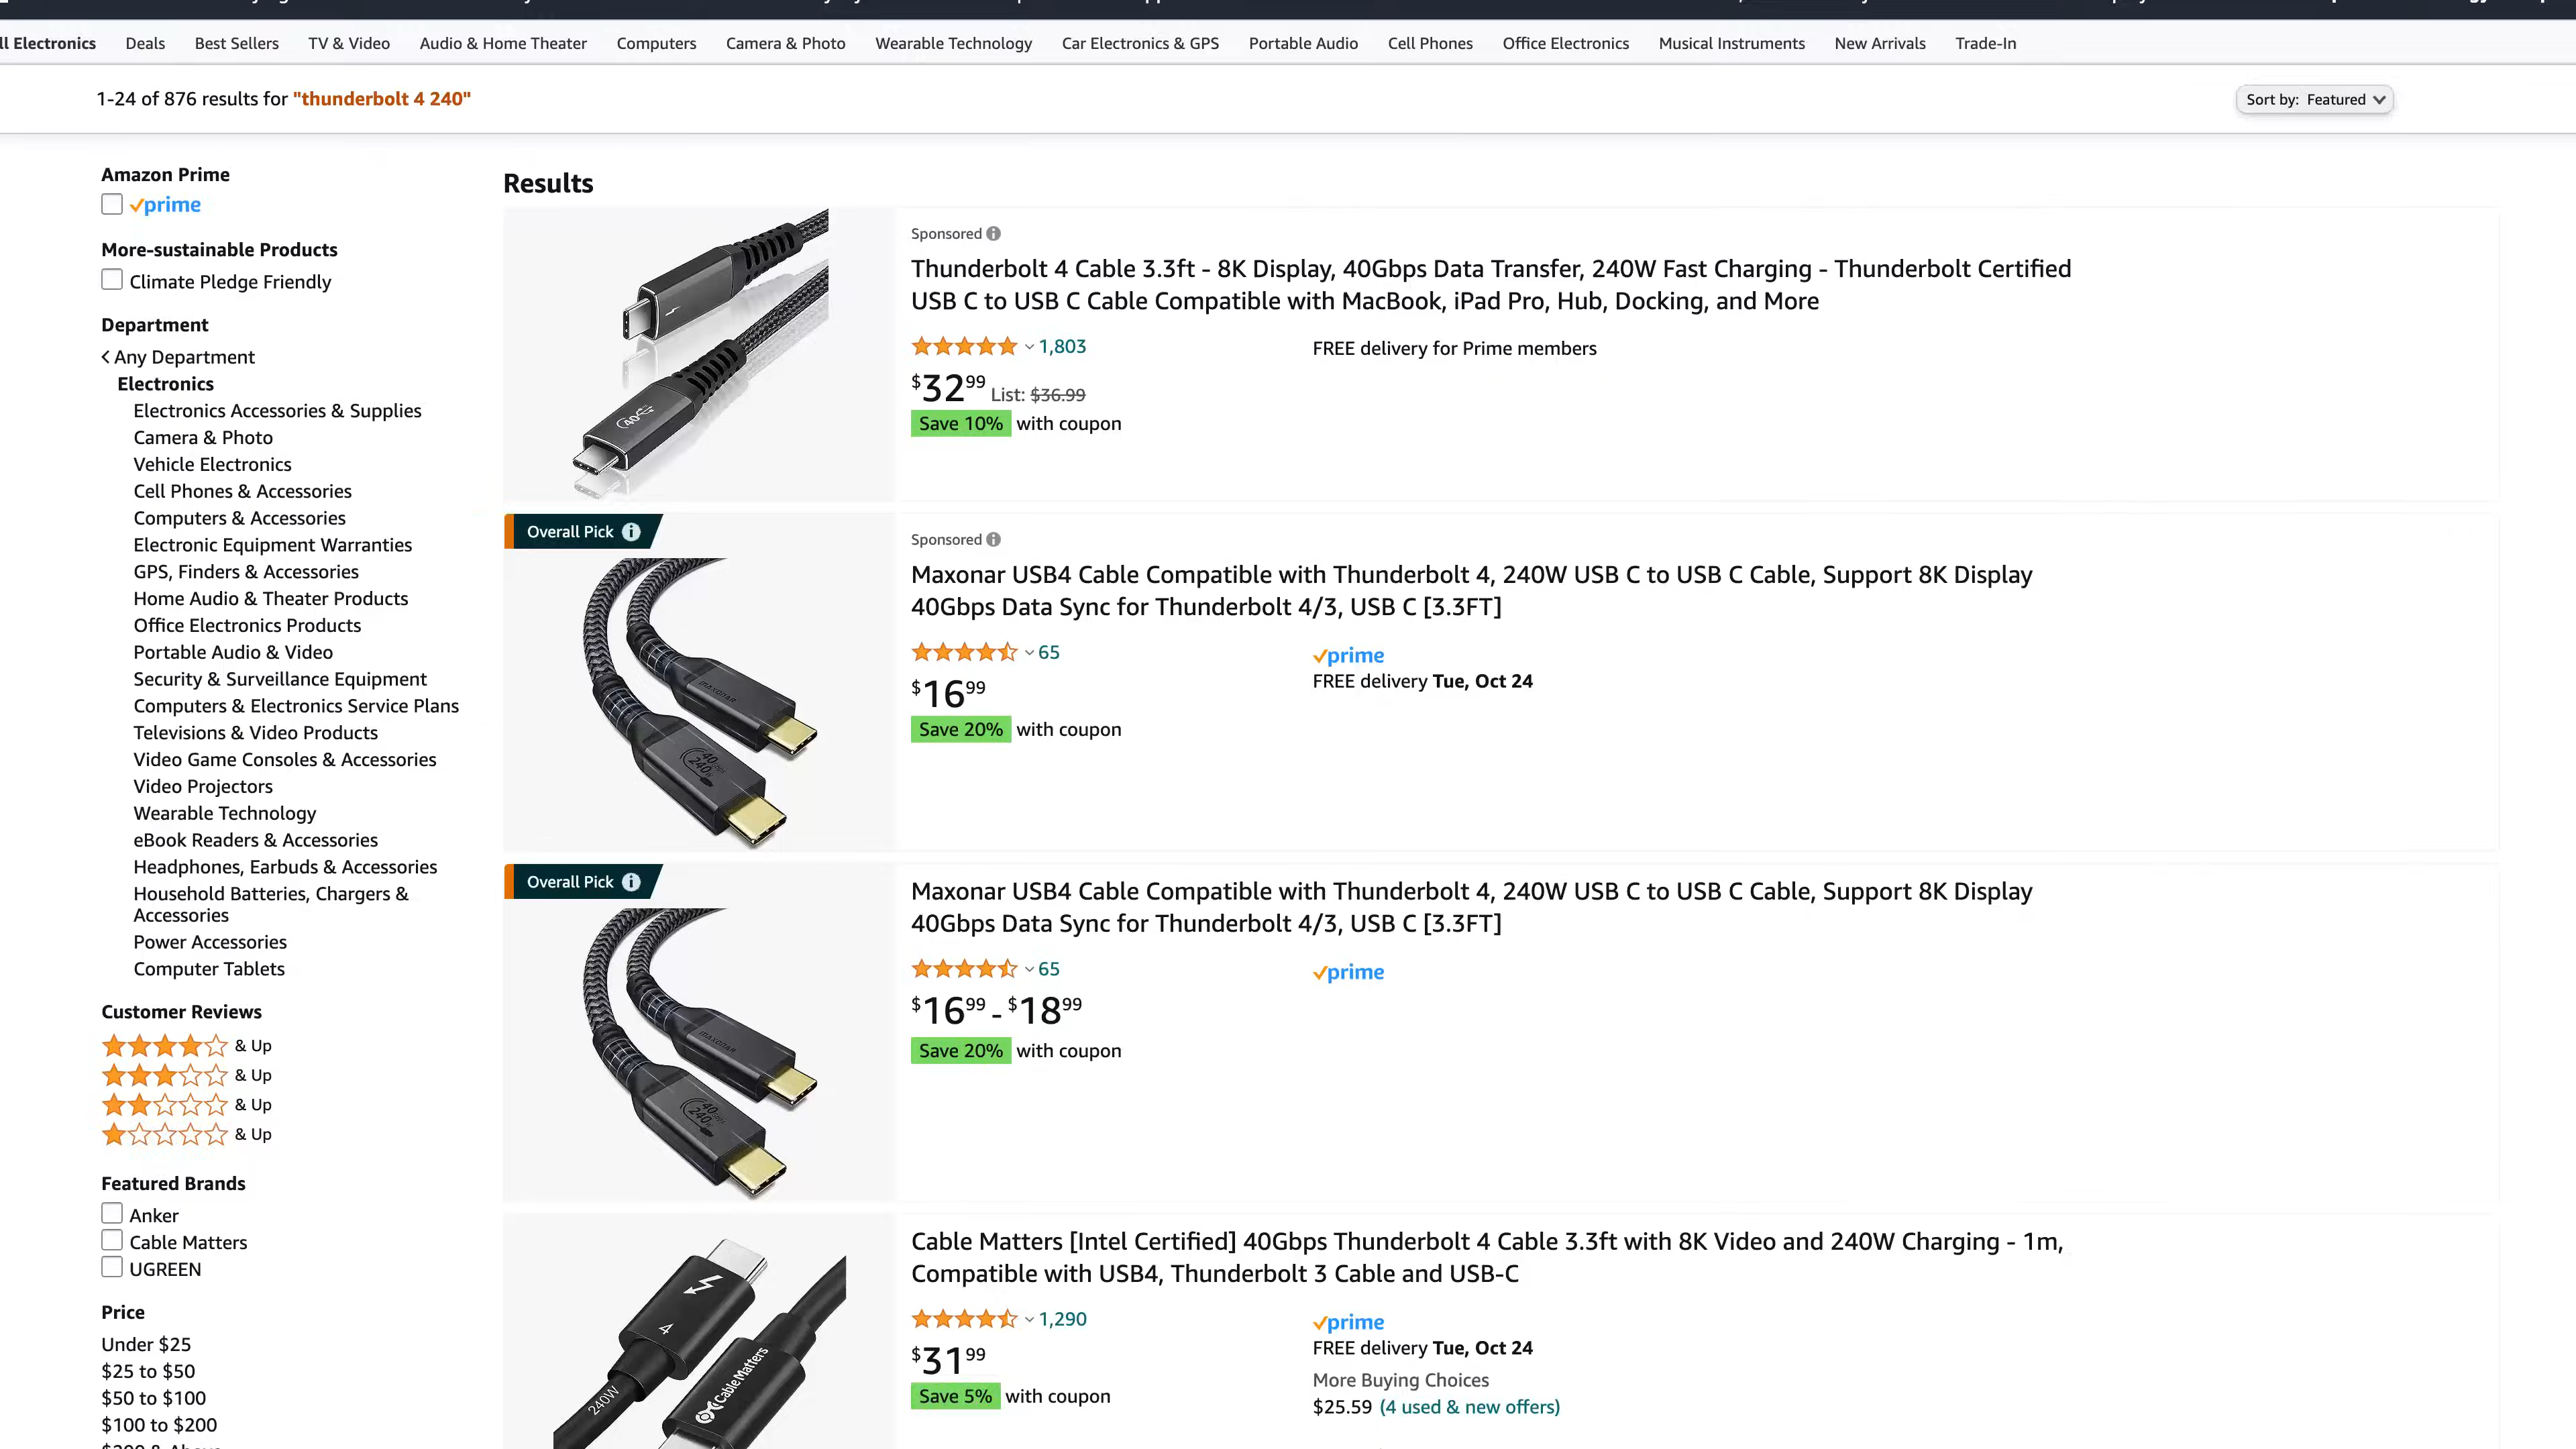 ll Electronics Deals Best Sellers TV & Video Audio & Home Theater Computers Camera & Photo Wearable Technology Car Electronics & GPS Portable Audio Cell Phones Office Electronics Musical Instruments New Arrivals Trade-In
1-24 of 876 results for "thunderbolt 4 240"
Sort by: Featured
Amazon Prime
prime
More-sustainable Products
Climate Pledge Friendly
Department
Any Department
Electronics
Electronics Accessories & Supplies
Camera & Photo
Vehicle Electronics
Cell Phones & Accessories
Computers & Accessories
Electronic Equipment Warranties
GPS, Finders & Accessories
Home Audio & Theater Products
Office Electronics Products
Portable Audio & Video
Security & Surveillance Equipment
Computers & Electronics Service Plans
Televisions & Video Products
Video Game Consoles & Accessories
Video Projectors
Wearable Technology
eBook Readers & Accessories
Headphones, Earbuds & Accessories
Household Batteries, Chargers &
Accessories
Power Accessories
Computer Tablets
Customer Reviews
& Up
& Up
& Up
& Up
Featured Brands
Anker
Cable Matters
UGREEN
Price
Under $25
$25 to $50
$50 to $100
$100 to $200
Results
40
Sponsored
Thunderbolt 4 Cable 3.3ft - 8K Display, 40Gbps Data Transfer, 240W Fast Charging - Thunderbolt Certified
USB C to USB C Cable Compatible with MacBook, iPad Pro, Hub, Docking, and More
1,803
FREE delivery for Prime members
$32.99 List: $36.99
Save 10% with coupon
Overall Pick
maxonar
40Gbps
240W
Sponsored
Maxonar USB4 Cable Compatible with Thunderbolt 4, 240W USB C to USB C Cable, Support 8K Display
40Gbps Data Sync for Thunderbolt 4/3, USB C [3.3FT]
65
prime
$16.99
FREE delivery Tue, Oct 24
Save 20% with coupon
Overall Pick
maxonar
40Gbps
240W
Maxonar USB4 Cable Compatible with Thunderbolt 4, 240W USB C to USB C Cable, Support 8K Display
40Gbps Data Sync for Thunderbolt 4/3, USB C [3.3FT]
65
prime
$16.99 - $18.99
Save 20% with coupon
4
240W
Cable Matters
Cable Matters [Intel Certified] 40Gbps Thunderbolt 4 Cable 3.3ft with 8K Video and 240W Charging - 1m,
Compatible with USB4, Thunderbolt 3 Cable and USB-C
1,290
prime
$31.99
FREE delivery Tue, Oct 24
Save 5% with coupon
More Buying Choices
$25.59 (4 used & new offers)